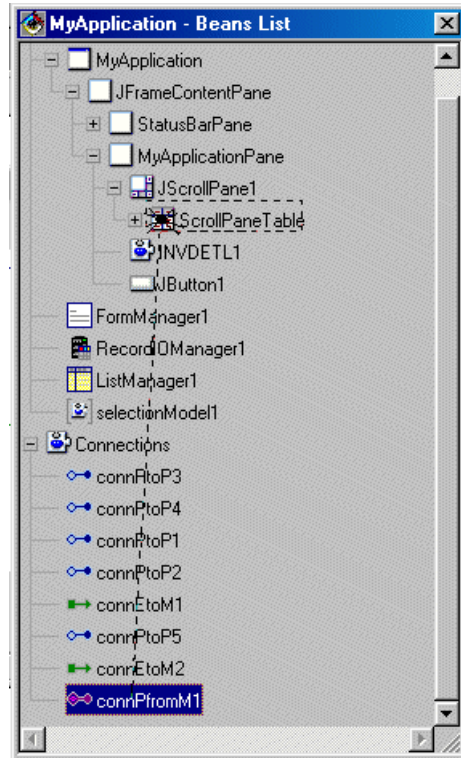 MyApplication - Beans List
MyApplication
JFrameContentPane
StatusBarPane
MyApplicationPane
JScrollPane1
ScrollPaneTable
INVDETL1
JButton1
FormManager1
RecordIOManager1
ListManager1
selectionModel1
Connections
connPtoP3
connPtoP4
connPtoP1
connPtoP2
connEtoM1
connPtoP5
connEtoM2
connPfromM1